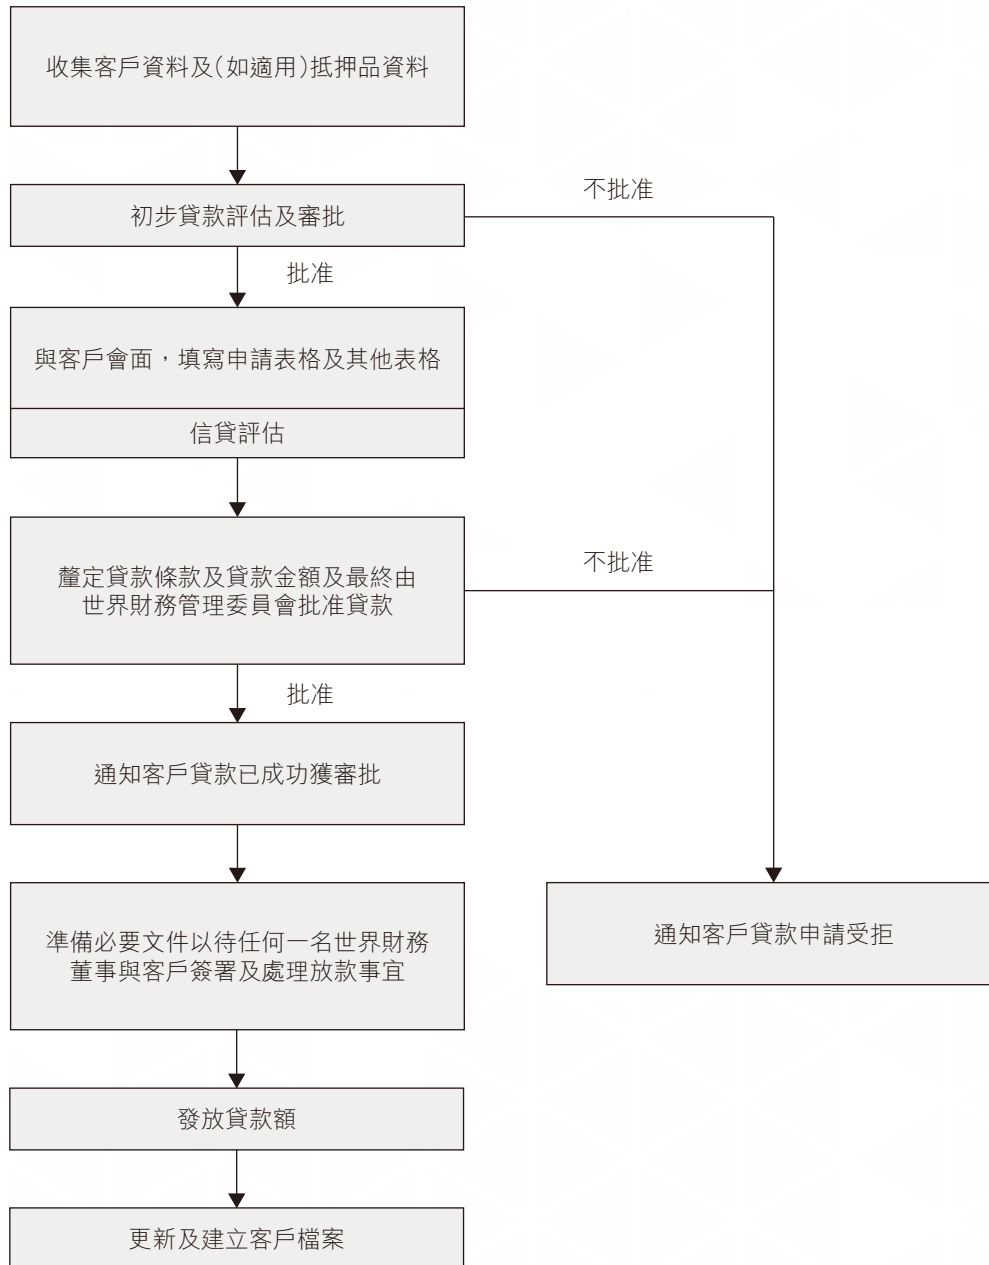 收集客戶資料及(如適用)抵押品資料
不批准
初步貸款評估及審批
批准
與客戶會面，填寫申請表格及其他表格
信貸評估
不批准
釐定貸款條款及貸款金額及最終由
世界財務管理委員會批准貸款
批准
通知客戶貸款已成功獲審批
準備必要文件以待任何一名世界財務
董事與客戶簽署及處理放款事宜
通知客戶貸款申請受拒
發放貸款額
更新及建立客戶檔案